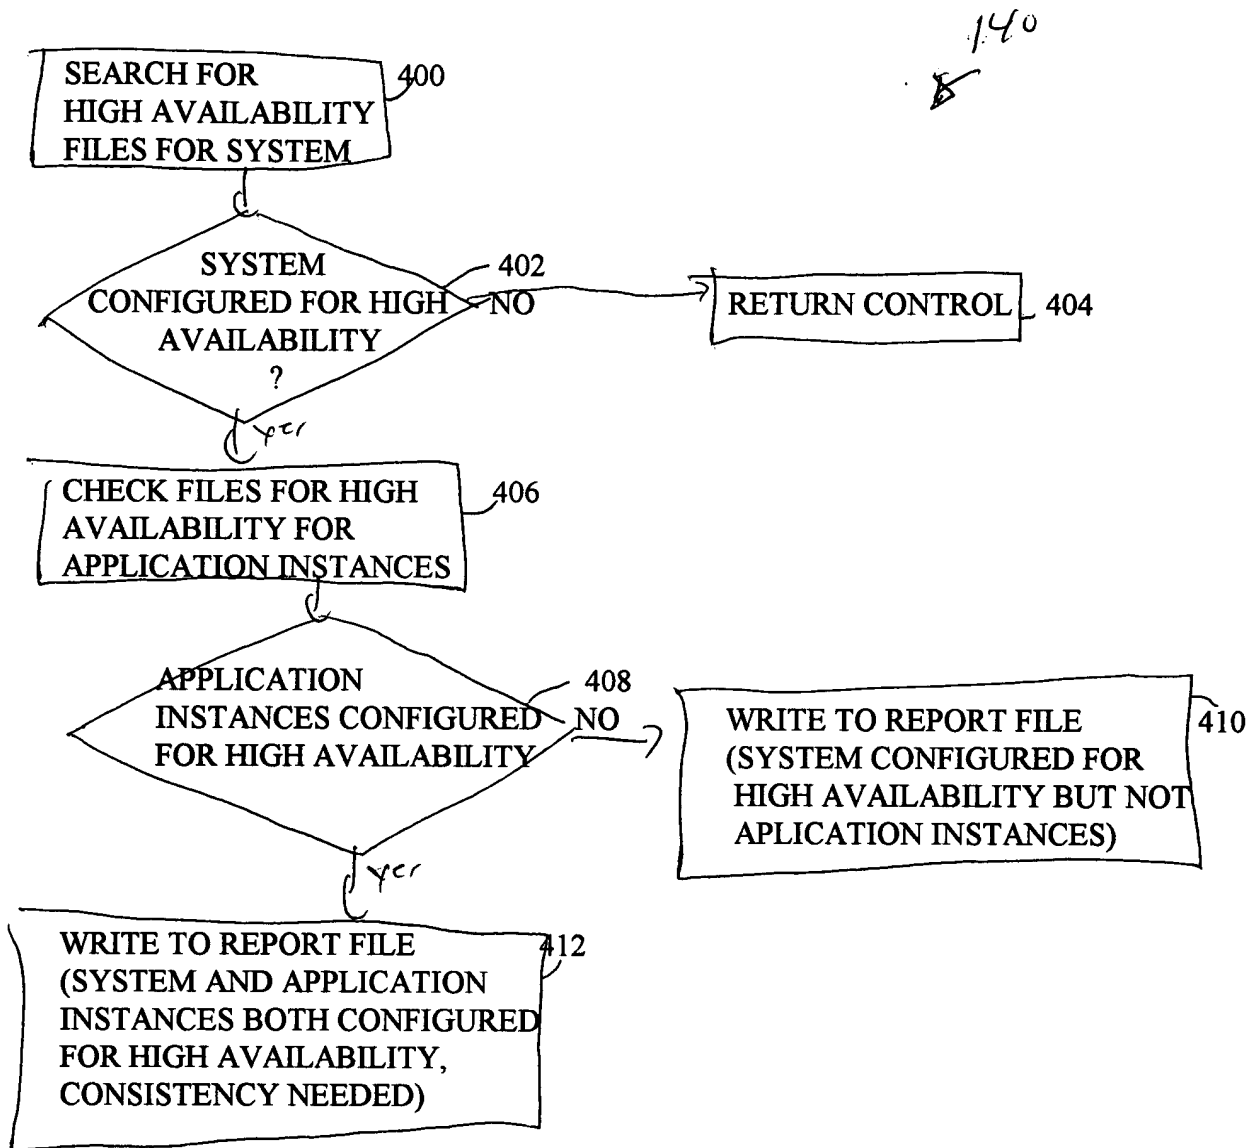 140
SEARCH FOR
HIGH AVAILABILITY
FILES FOR SYSTEM
400
SYSTEM
CONFIGURED FOR HIGH
AVAILABILITY
?
402
NO
RETURN CONTROL
404
yes
CHECK FILES FOR HIGH
AVAILABILITY FOR
APPLICATION INSTANCES
406
APPLICATION
INSTANCES CONFIGURED
FOR HIGH AVAILABILITY
408
NO
WRITE TO REPORT FILE
(SYSTEM CONFIGURED FOR
HIGH AVAILABILITY BUT NOT
APLICATION INSTANCES)
410
yes
WRITE TO REPORT FILE
(SYSTEM AND APPLICATION
INSTANCES BOTH CONFIGURED
FOR HIGH AVAILABILITY,
CONSISTENCY NEEDED)
412